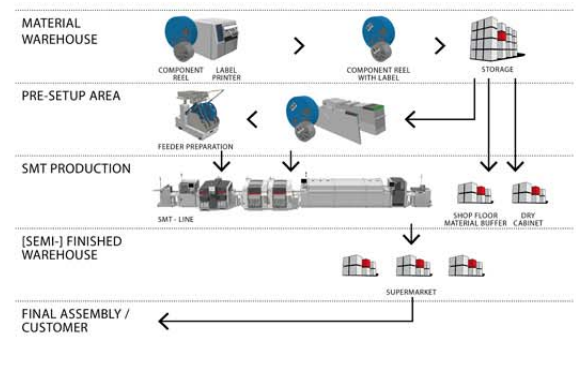 MATERIAL
WAREHOUSE
COMPONENT
REEL
LABEL
PRINTER
COMPONENT REEL
WITH LABEL
STORAGE
PRE-SETUP AREA
FEEDER PREPARATION
SMT PRODUCTION
SMT - LINE
SHOP FLOOR
MATERIAL BUFFER
DRY
CABINET
[SEMI-] FINISHED
WAREHOUSE
SUPERMARKET
FINAL ASSEMBLY /
CUSTOMER